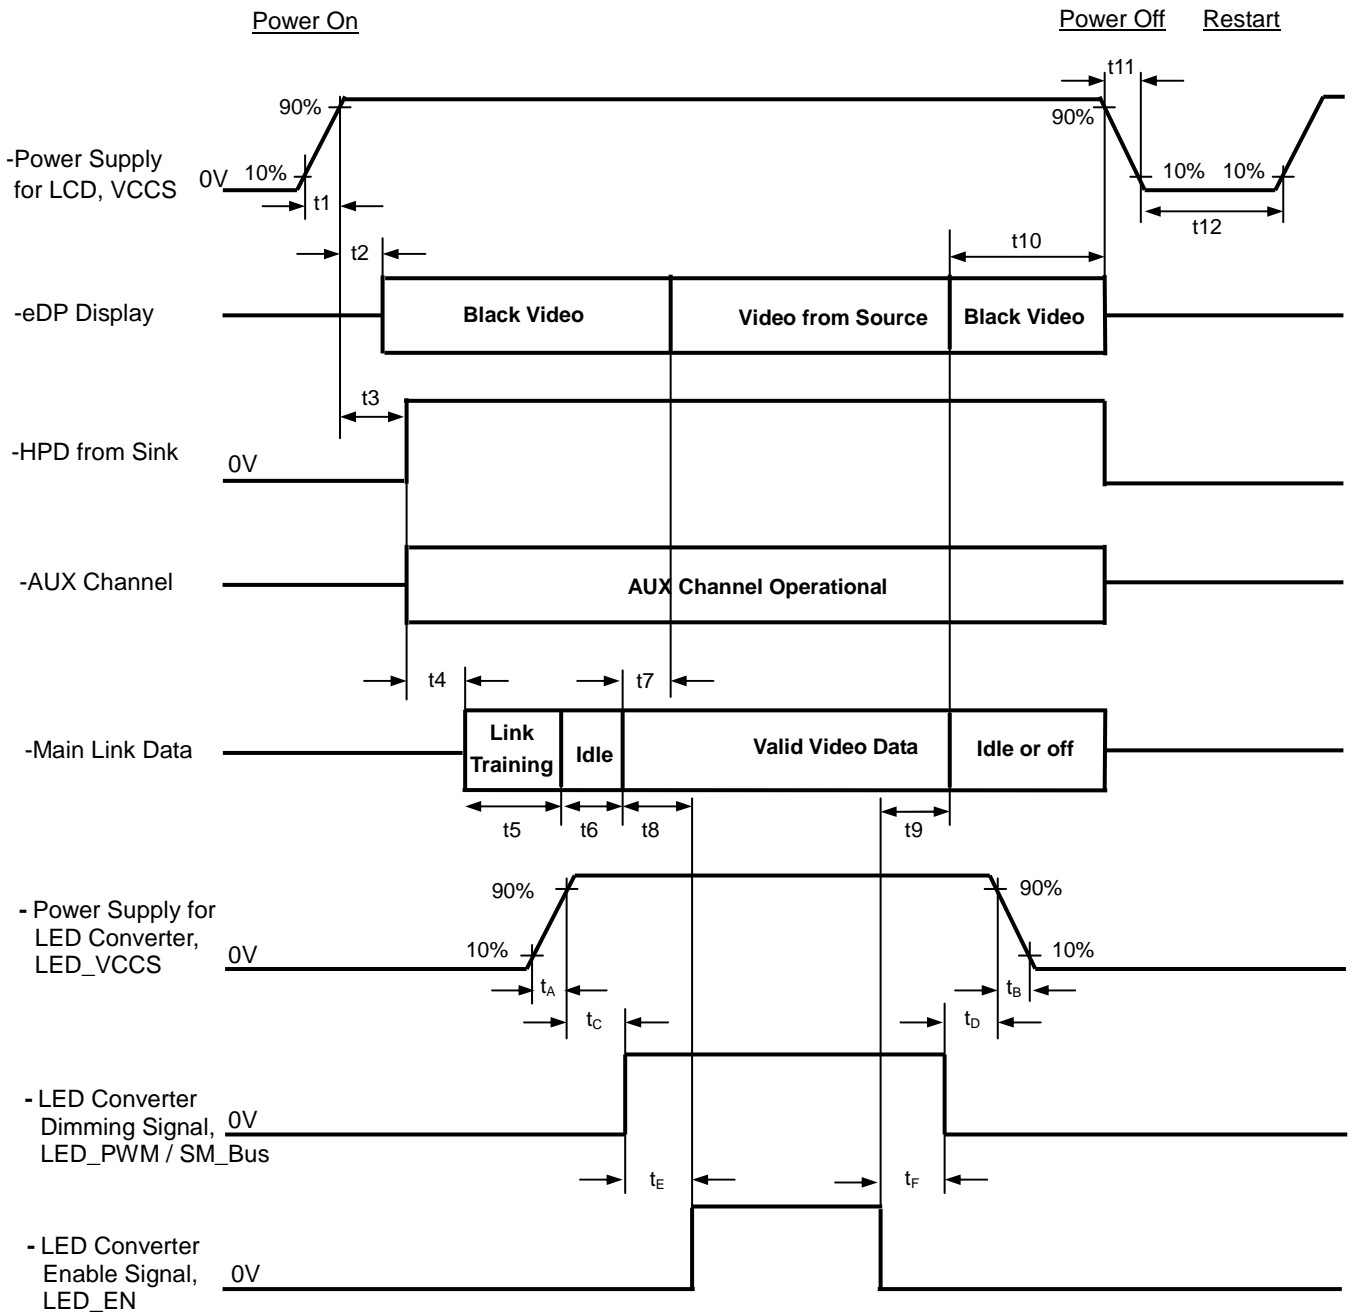 Power On
Power Off
Restart
t11
90%
90%
-Power Supply
for LCD, VCCS
0V
10%
10%
10%
t1
t12
t2
t10
-eDP Display
Black Video
Video from Source
Black Video
t3
-HPD from Sink
0V
-AUX Channel
AUX Channel Operational
t4
t7
-Main Link Data
Link
Training
Idle
Valid Video Data
Idle or off
t5
t6
t8
t9
90%
90%
- Power Supply for
LED Converter,
LED_VCCS
0V
10%
10%
tA
tB
tC
tD
- LED Converter
Dimming Signal,
LED_PWM / SM_Bus
0V
tE
tF
- LED Converter
Enable Signal,
LED_EN
0V